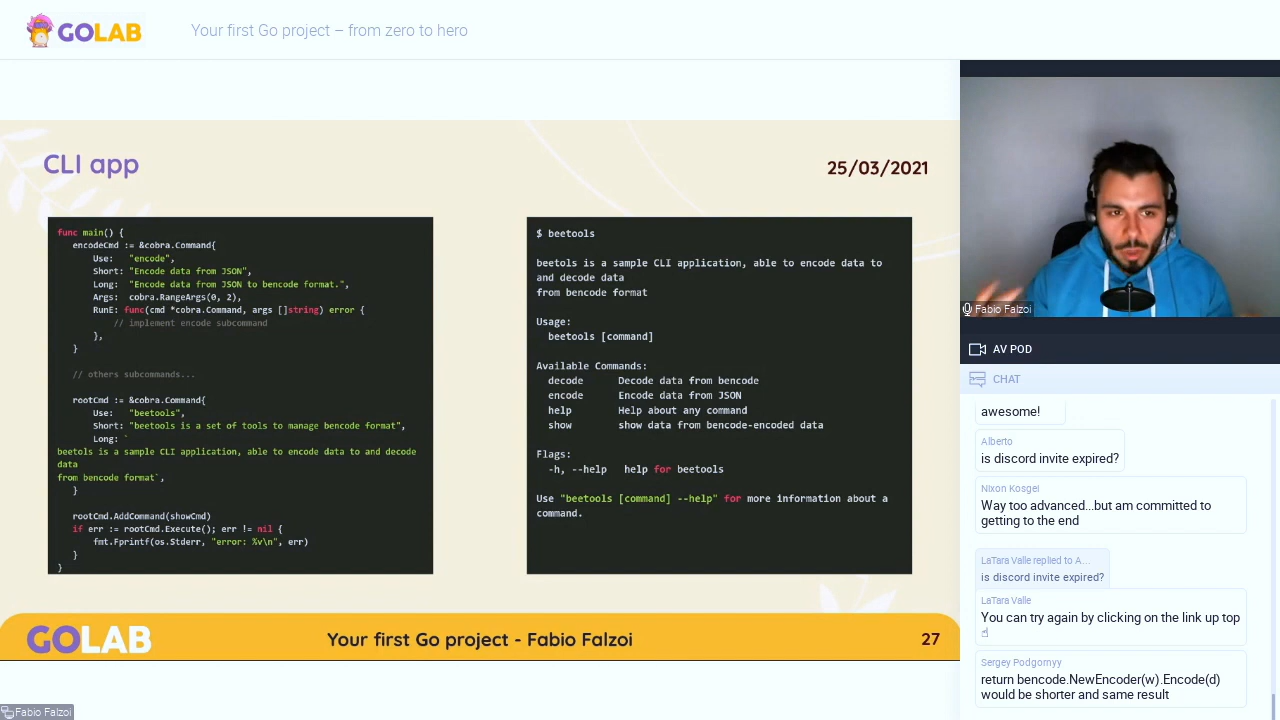 GOLAB
Your first Go project – from zero to hero
CLI app
25/03/2021
func main() {
encodeCmd := &cobra.Command{
Use: "encode",
Short: "Encode data from JSON",
Long: "Encode data from JSON to bencode format.",
Args: cobra.RangeArgs(0, 2),
RunE: func(cmd *cobra.Command, args []string) error {
// implement encode subcommand
},
}
// others subcommands...
rootCmd := &cobra.Command{
Use: "beetools",
Short: "beetools is a set of tools to manage bencode format",
Long: `
beetols is a sample CLI application, able to encode data to and decode
data
from bencode format`,
}
rootCmd.AddCommand(showCmd)
if err := rootCmd.Execute(); err != nil {
fmt.Fprintf(os.Stderr, "error: %v\n", err)
}
}
$ beetools
beetols is a sample CLI application, able to encode data to
and decode data
from bencode format
Usage:
beetools [command]
Available Commands:
decode Decode data from bencode
encode Encode data from JSON
help Help about any command
show show data from bencode-encoded data
Flags:
-h, --help help for beetools
Use "beetools [command] --help" for more information about a
command.
GOLAB
Your first Go project - Fabio Falzoi
27
Fabio Falzoi
Fabio Falzoi
AV POD
CHAT
awesome!
Alberto
is discord invite expired?
Nixon Kosgei
Way too advanced...but am committed to
getting to the end
LaTara Valle replied to A...
is discord invite expired?
LaTara Valle
You can try again by clicking on the link up top
☝
Sergey Podgornyy
return bencode.NewEncoder(w).Encode(d)
would be shorter and same result